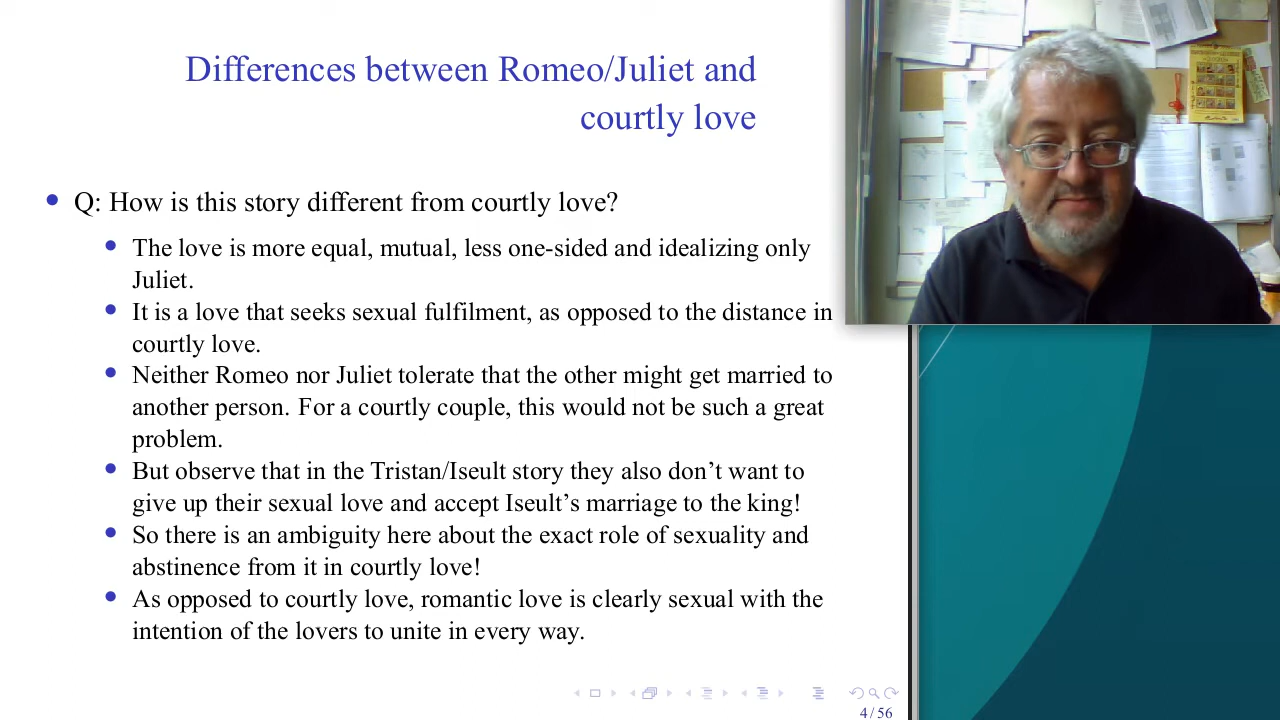 Differences between Romeo/Juliet and
courtly love
Q: How is this story different from courtly love?
The love is more equal, mutual, less one-sided and idealizing only
Juliet.
It is a love that seeks sexual fulfilment, as opposed to the distance in
courtly love.
Neither Romeo nor Juliet tolerate that the other might get married to
another person. For a courtly couple, this would not be such a great
problem.
But observe that in the Tristan/Iseult story they also don’t want to
give up their sexual love and accept Iseult’s marriage to the king!
So there is an ambiguity here about the exact role of sexuality and
abstinence from it in courtly love!
As opposed to courtly love, romantic love is clearly sexual with the
intention of the lovers to unite in every way.
4/56